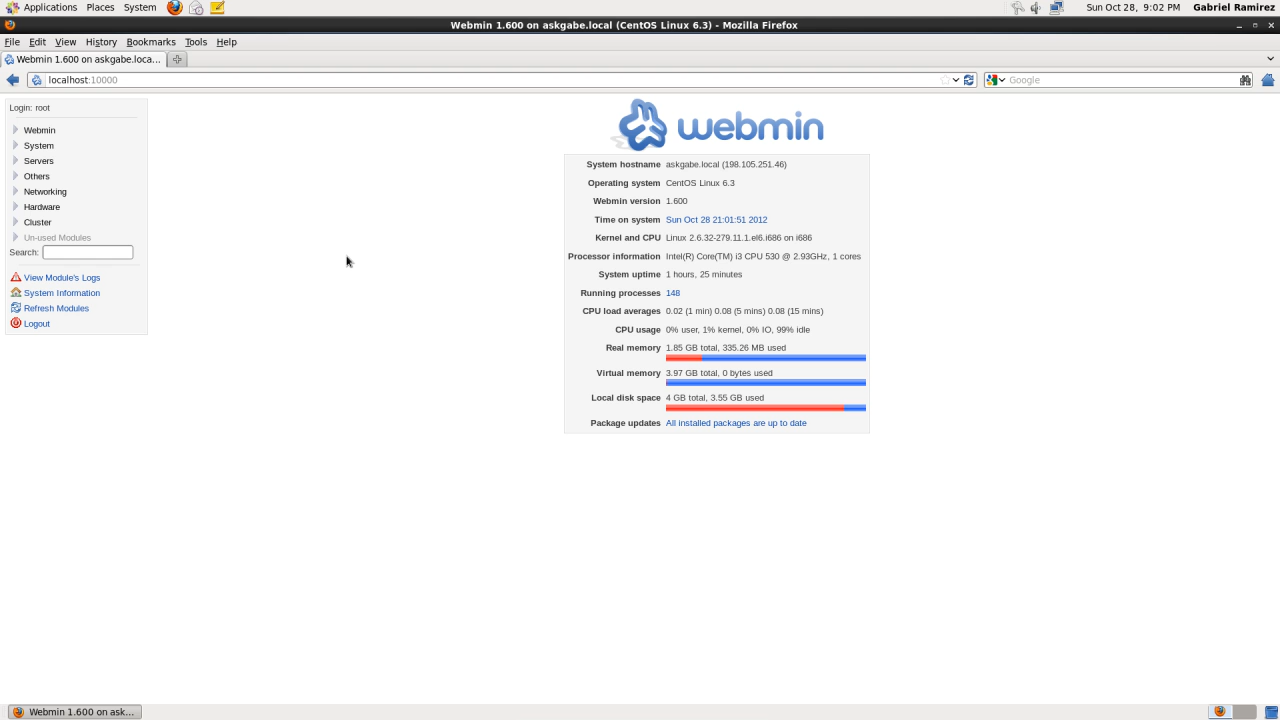 Applications Places System Sun Oct 28, 9:02 PM Gabriel Ramirez
Webmin 1.600 on askgabe.local (CentOS Linux 6.3) - Mozilla Firefox
File Edit View History Bookmarks Tools Help
Webmin 1.600 on askgabe.loca...
localhost:10000 Google
Login: root
Webmin
System
Servers
Others
Networking
Hardware
Cluster
Un-used Modules
Search:
View Module's Logs
System Information
Refresh Modules
Logout
webmin
System hostname askgabe.local (198.105.251.46)
Operating system CentOS Linux 6.3
Webmin version 1.600
Time on system Sun Oct 28 21:01:51 2012
Kernel and CPU Linux 2.6.32-279.11.1.el6.i686 on i686
Processor information Intel(R) Core(TM) i3 CPU 530 @ 2.93GHz, 1 cores
System uptime 1 hours, 25 minutes
Running processes 148
CPU load averages 0.02 (1 min) 0.08 (5 mins) 0.08 (15 mins)
CPU usage 0% user, 1% kernel, 0% IO, 99% idle
Real memory 1.85 GB total, 335.26 MB used
Virtual memory 3.97 GB total, 0 bytes used
Local disk space 4 GB total, 3.55 GB used
Package updates All installed packages are up to date
Webmin 1.600 on ask...